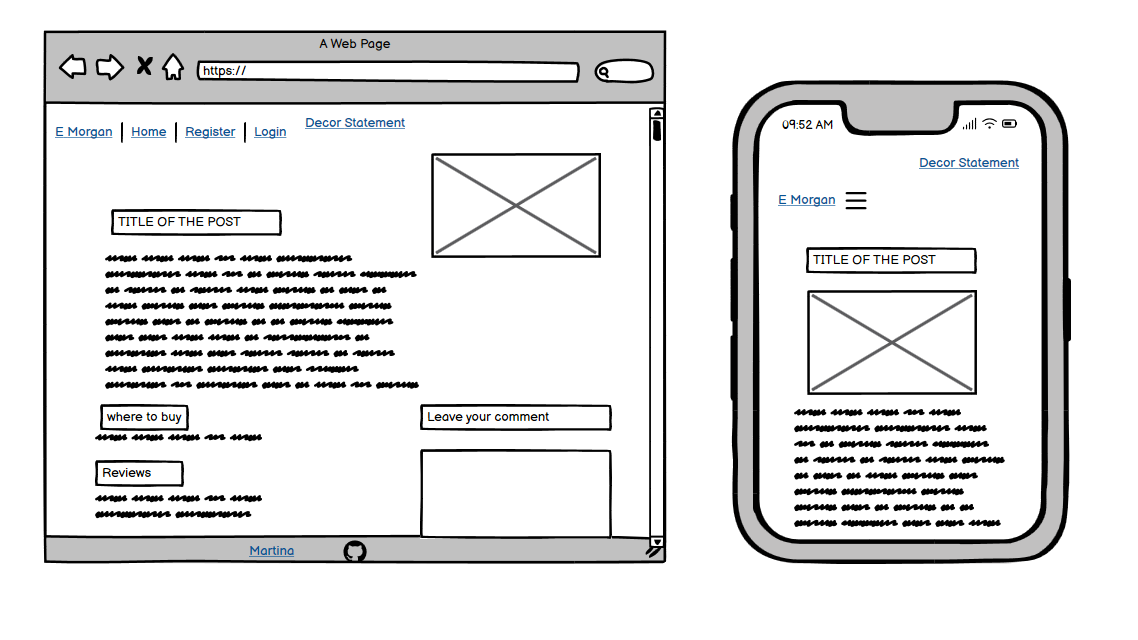 A Web Page
https://
E Morgan | Home | Register | Login
Decor Statement
TITLE OF THE POST
where to buy
Leave your comment
Reviews
Martina
09:52 AM
Decor Statement
E Morgan
TITLE OF THE POST